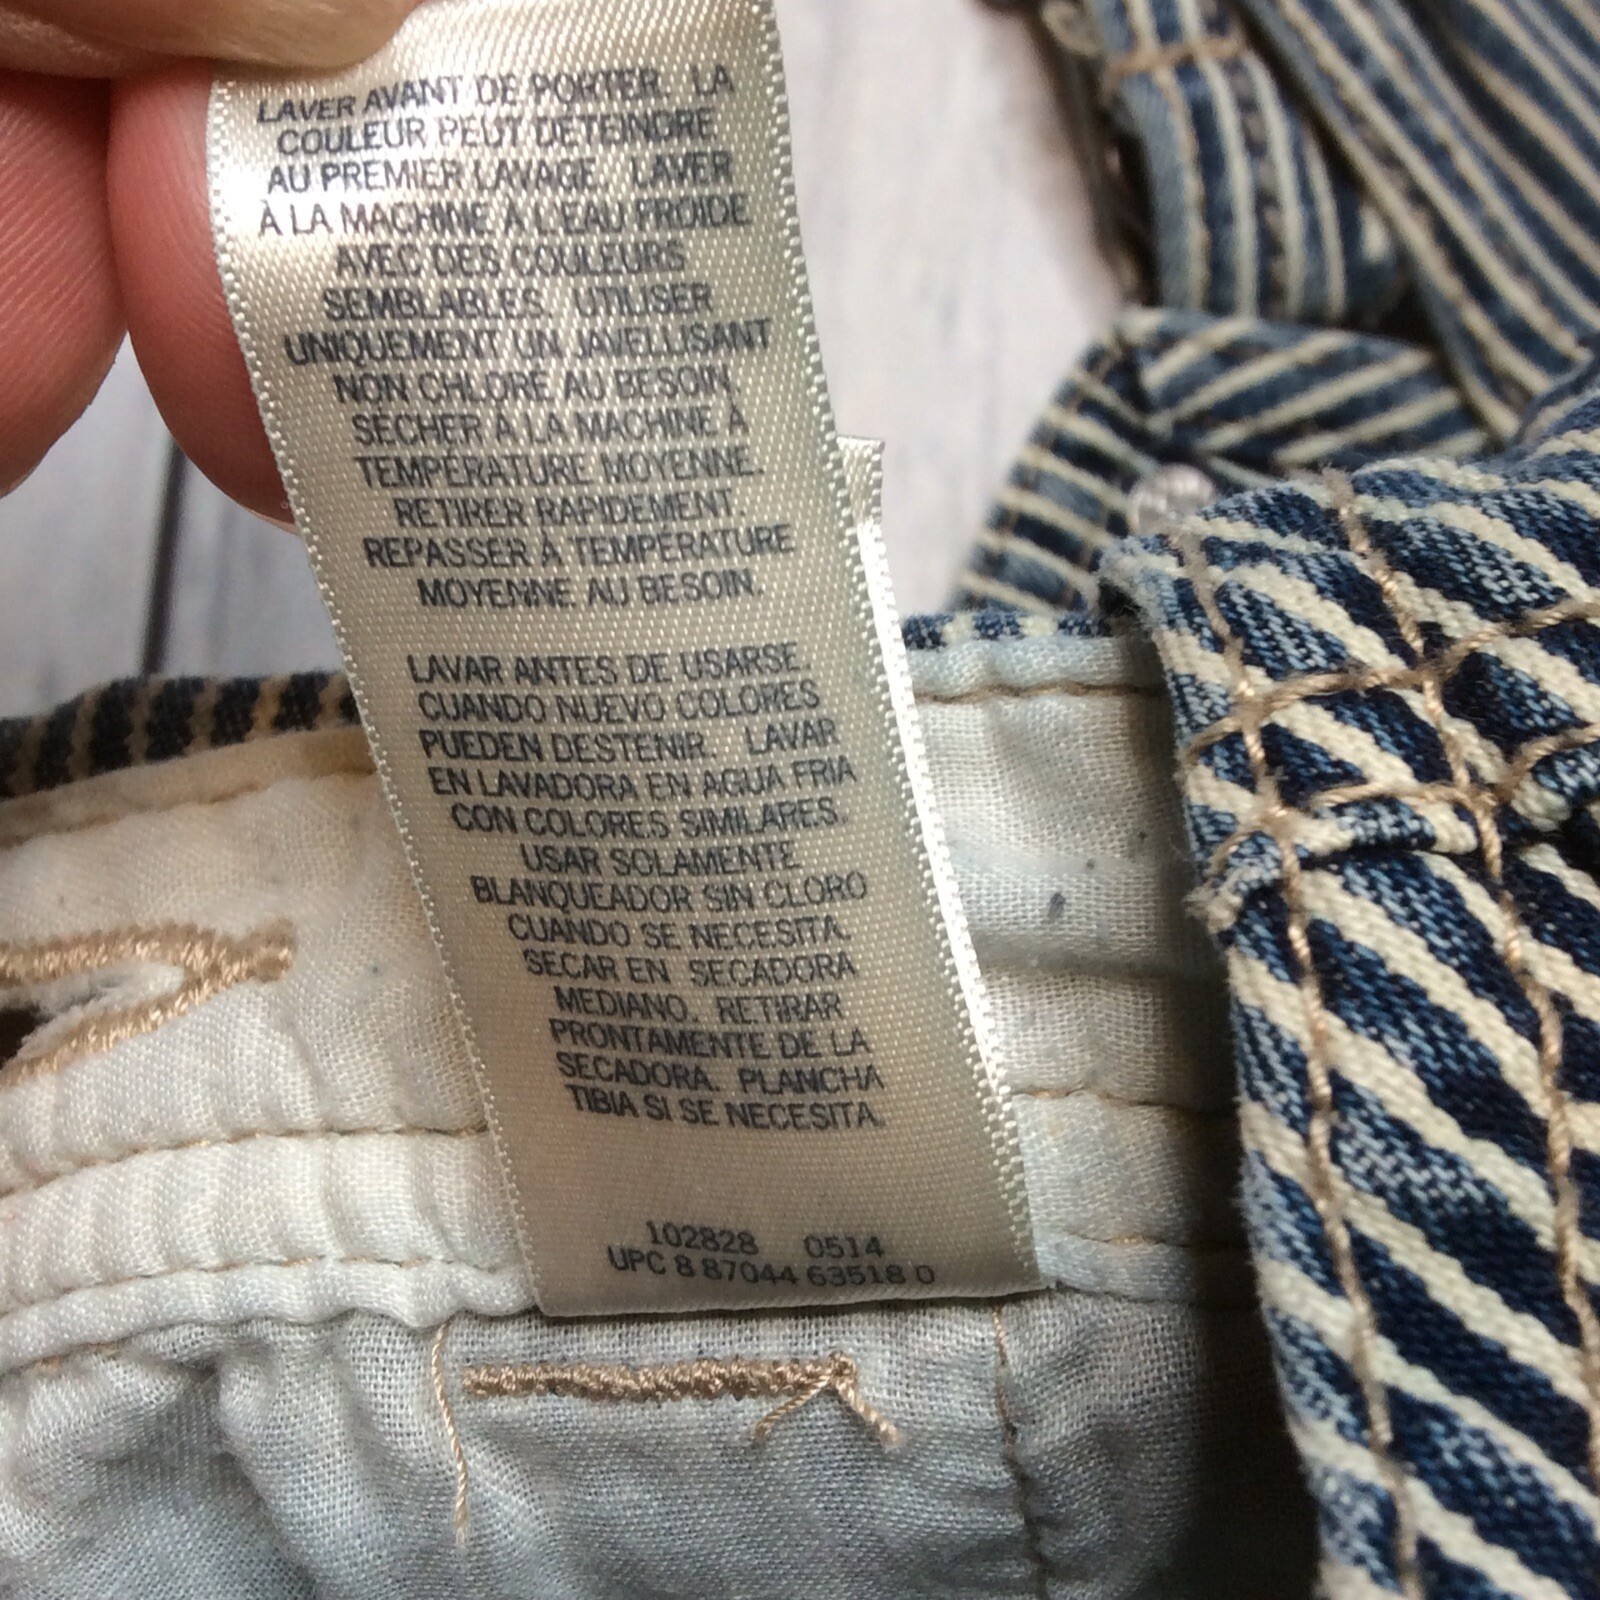 LAVER AVANT DE PORTER. LA
COULEUR PEUT DETEINDRE
AU PREMIER LAVAGE. LAVER
À LA MACHINE À L'EAU FROIDE
AVEC DES COULEURS
SEMBLABLES. UTILISER
UNIQUEMENT UN JAVELLISANT
NON CHLORE AU BESOIN.
SÉCHER À LA MACHINE À
TEMPÉRATURE MOYENNE.
RETIRER RAPIDEMENT.
REPASSER À TEMPÉRATURE
MOYENNE AU BESOIN.
LAVAR ANTES DE USARSE.
CUANDO NUEVO COLORES
PUEDEN DESTENIR. LAVAR
EN LAVADORA EN AGUA FRIA
CON COLORES SIMILARES.
USAR SOLAMENTE
BLANQUEADOR SIN CLORO
CUANDO SE NECESITA.
SECAR EN SECADORA
MEDIANO. RETIRAR
PRONTAMENTE DE LA
SECADORA. PLANCHA
TIBIA SI SE NECESITA.
102828 0514
UPC 8 87044 63518 0